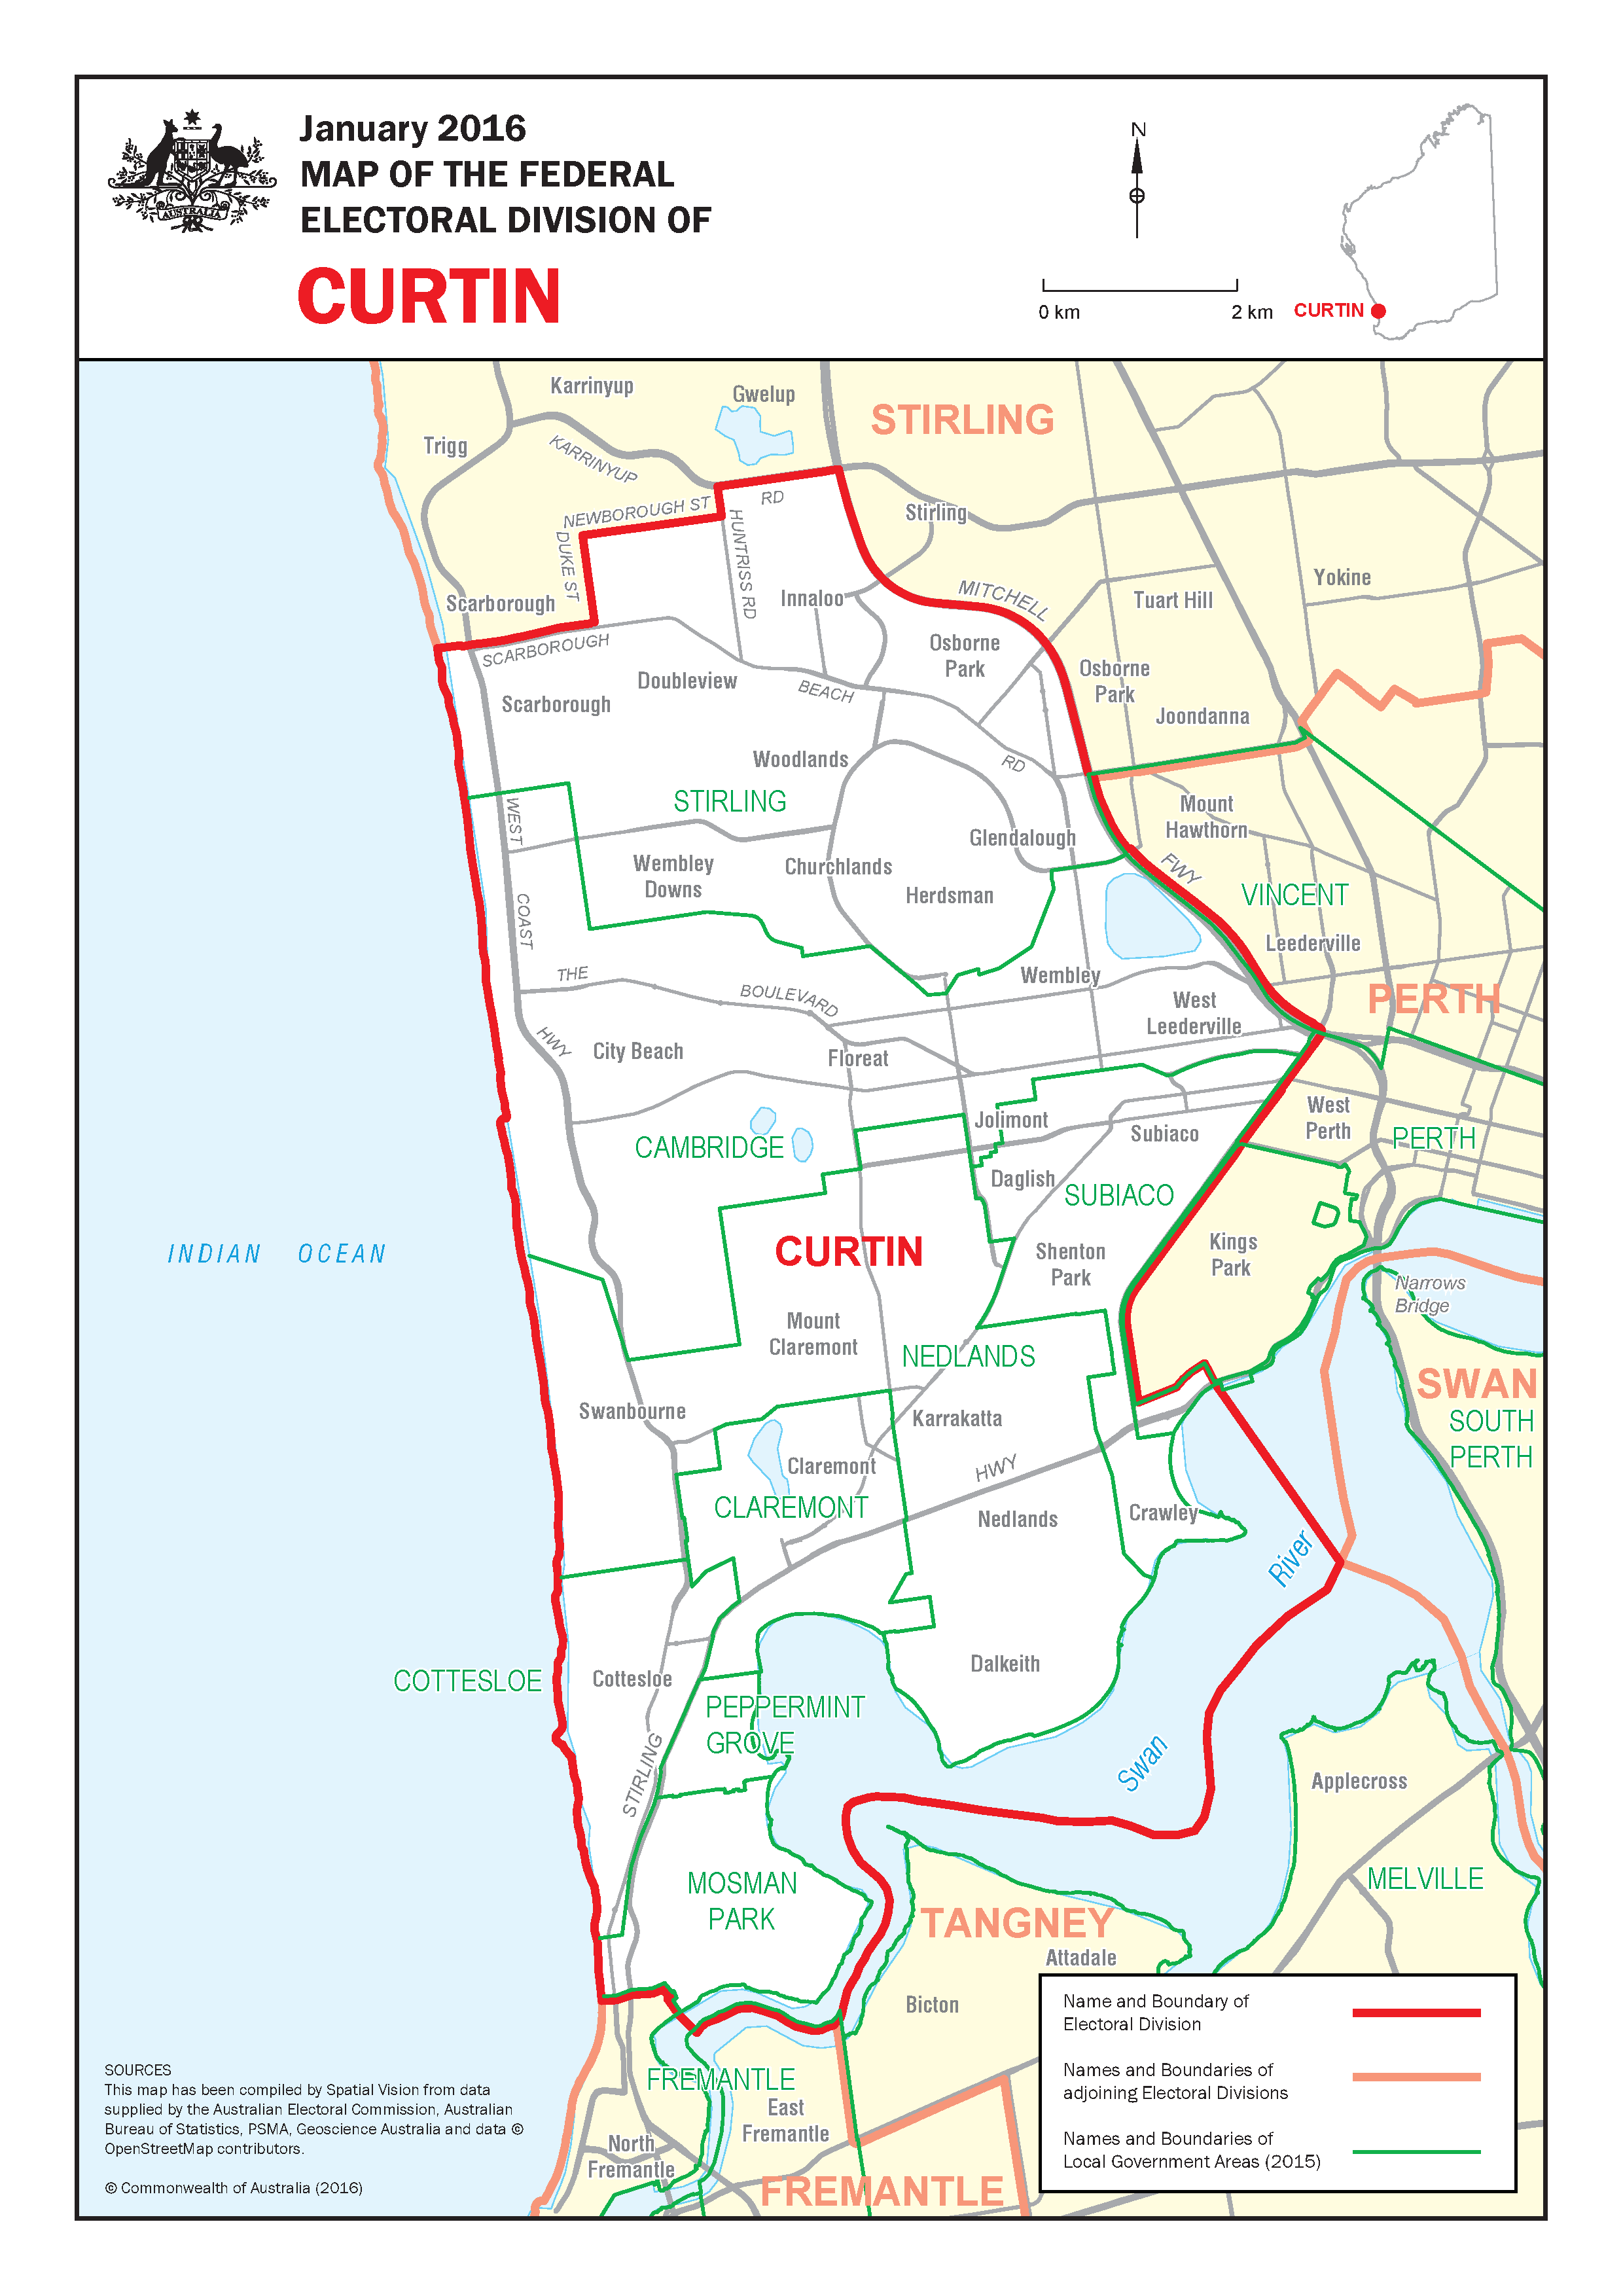 January 2016
MAP OF THE FEDERAL
ELECTORAL DIVISION OF
CURTIN
AUSTRALIA
N
0 km
2 km
CURTIN
Karrinyup
Gwelup
STIRLING
Trigg
KARRINYUP
RD
NEWBOROUGH ST
Stirling
DUKE ST
HUNTRISS RD
Yokine
Scarborough
Innaloo
MITCHELL
Tuart Hill
SCARBOROUGH
Osborne
Park
Osborne
Park
Doubleview
BEACH
Scarborough
Joondanna
Woodlands
RD
STIRLING
WEST
Mount
Hawthorn
Glendalough
Wembley
Downs
Churchlands
FWY
Herdsman
VINCENT
COAST
Leederville
THE
Wembley
BOULEVARD
West
Leederville
PERTH
HWY
City Beach
Floreat
Jolimont
West
Perth
CAMBRIDGE
Subiaco
PERTH
Daglish
SUBIACO
INDIAN OCEAN
CURTIN
Shenton
Park
Kings
Park
Narrows
Bridge
Mount
Claremont
NEDLANDS
SWAN
SOUTH
PERTH
Swanbourne
Karrakatta
Claremont
HWY
CLAREMONT
Nedlands
Crawley
River
COTTESLOE
Cottesloe
Dalkeith
PEPPERMINT
GROVE
STIRLING
Swan
Applecross
MOSMAN
PARK
MELVILLE
TANGNEY
Attadale
Bicton
FREMANTLE
East
Fremantle
North
Fremantle
FREMANTLE
Name and Boundary of
Electoral Division
Names and Boundaries of
adjoining Electoral Divisions
Names and Boundaries of
Local Government Areas (2015)
SOURCES
This map has been compiled by Spatial Vision from data
supplied by the Australian Electoral Commission, Australian
Bureau of Statistics, PSMA, Geoscience Australia and data ©
OpenStreetMap contributors.
© Commonwealth of Australia (2016)